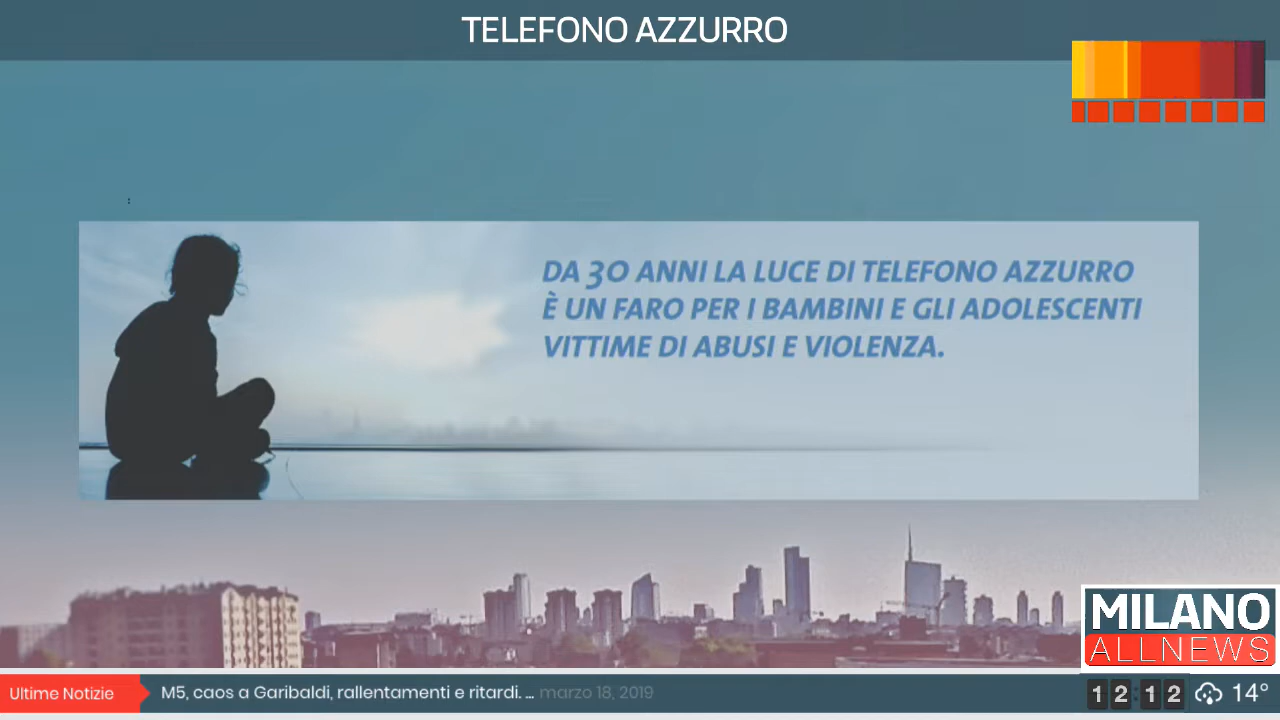 TELEFONO AZZURRO
DA 30 ANNI LA LUCE DI TELEFONO AZZURRO
È UN FARO PER I BAMBINI E GLI ADOLESCENTI
VITTIME DI ABUSI E VIOLENZA.
MILANO
ALLNEWS
Ultime Notizie
M5, caos a Garibaldi, rallentamenti e ritardi. ... marzo 18, 2019
12:12
14°